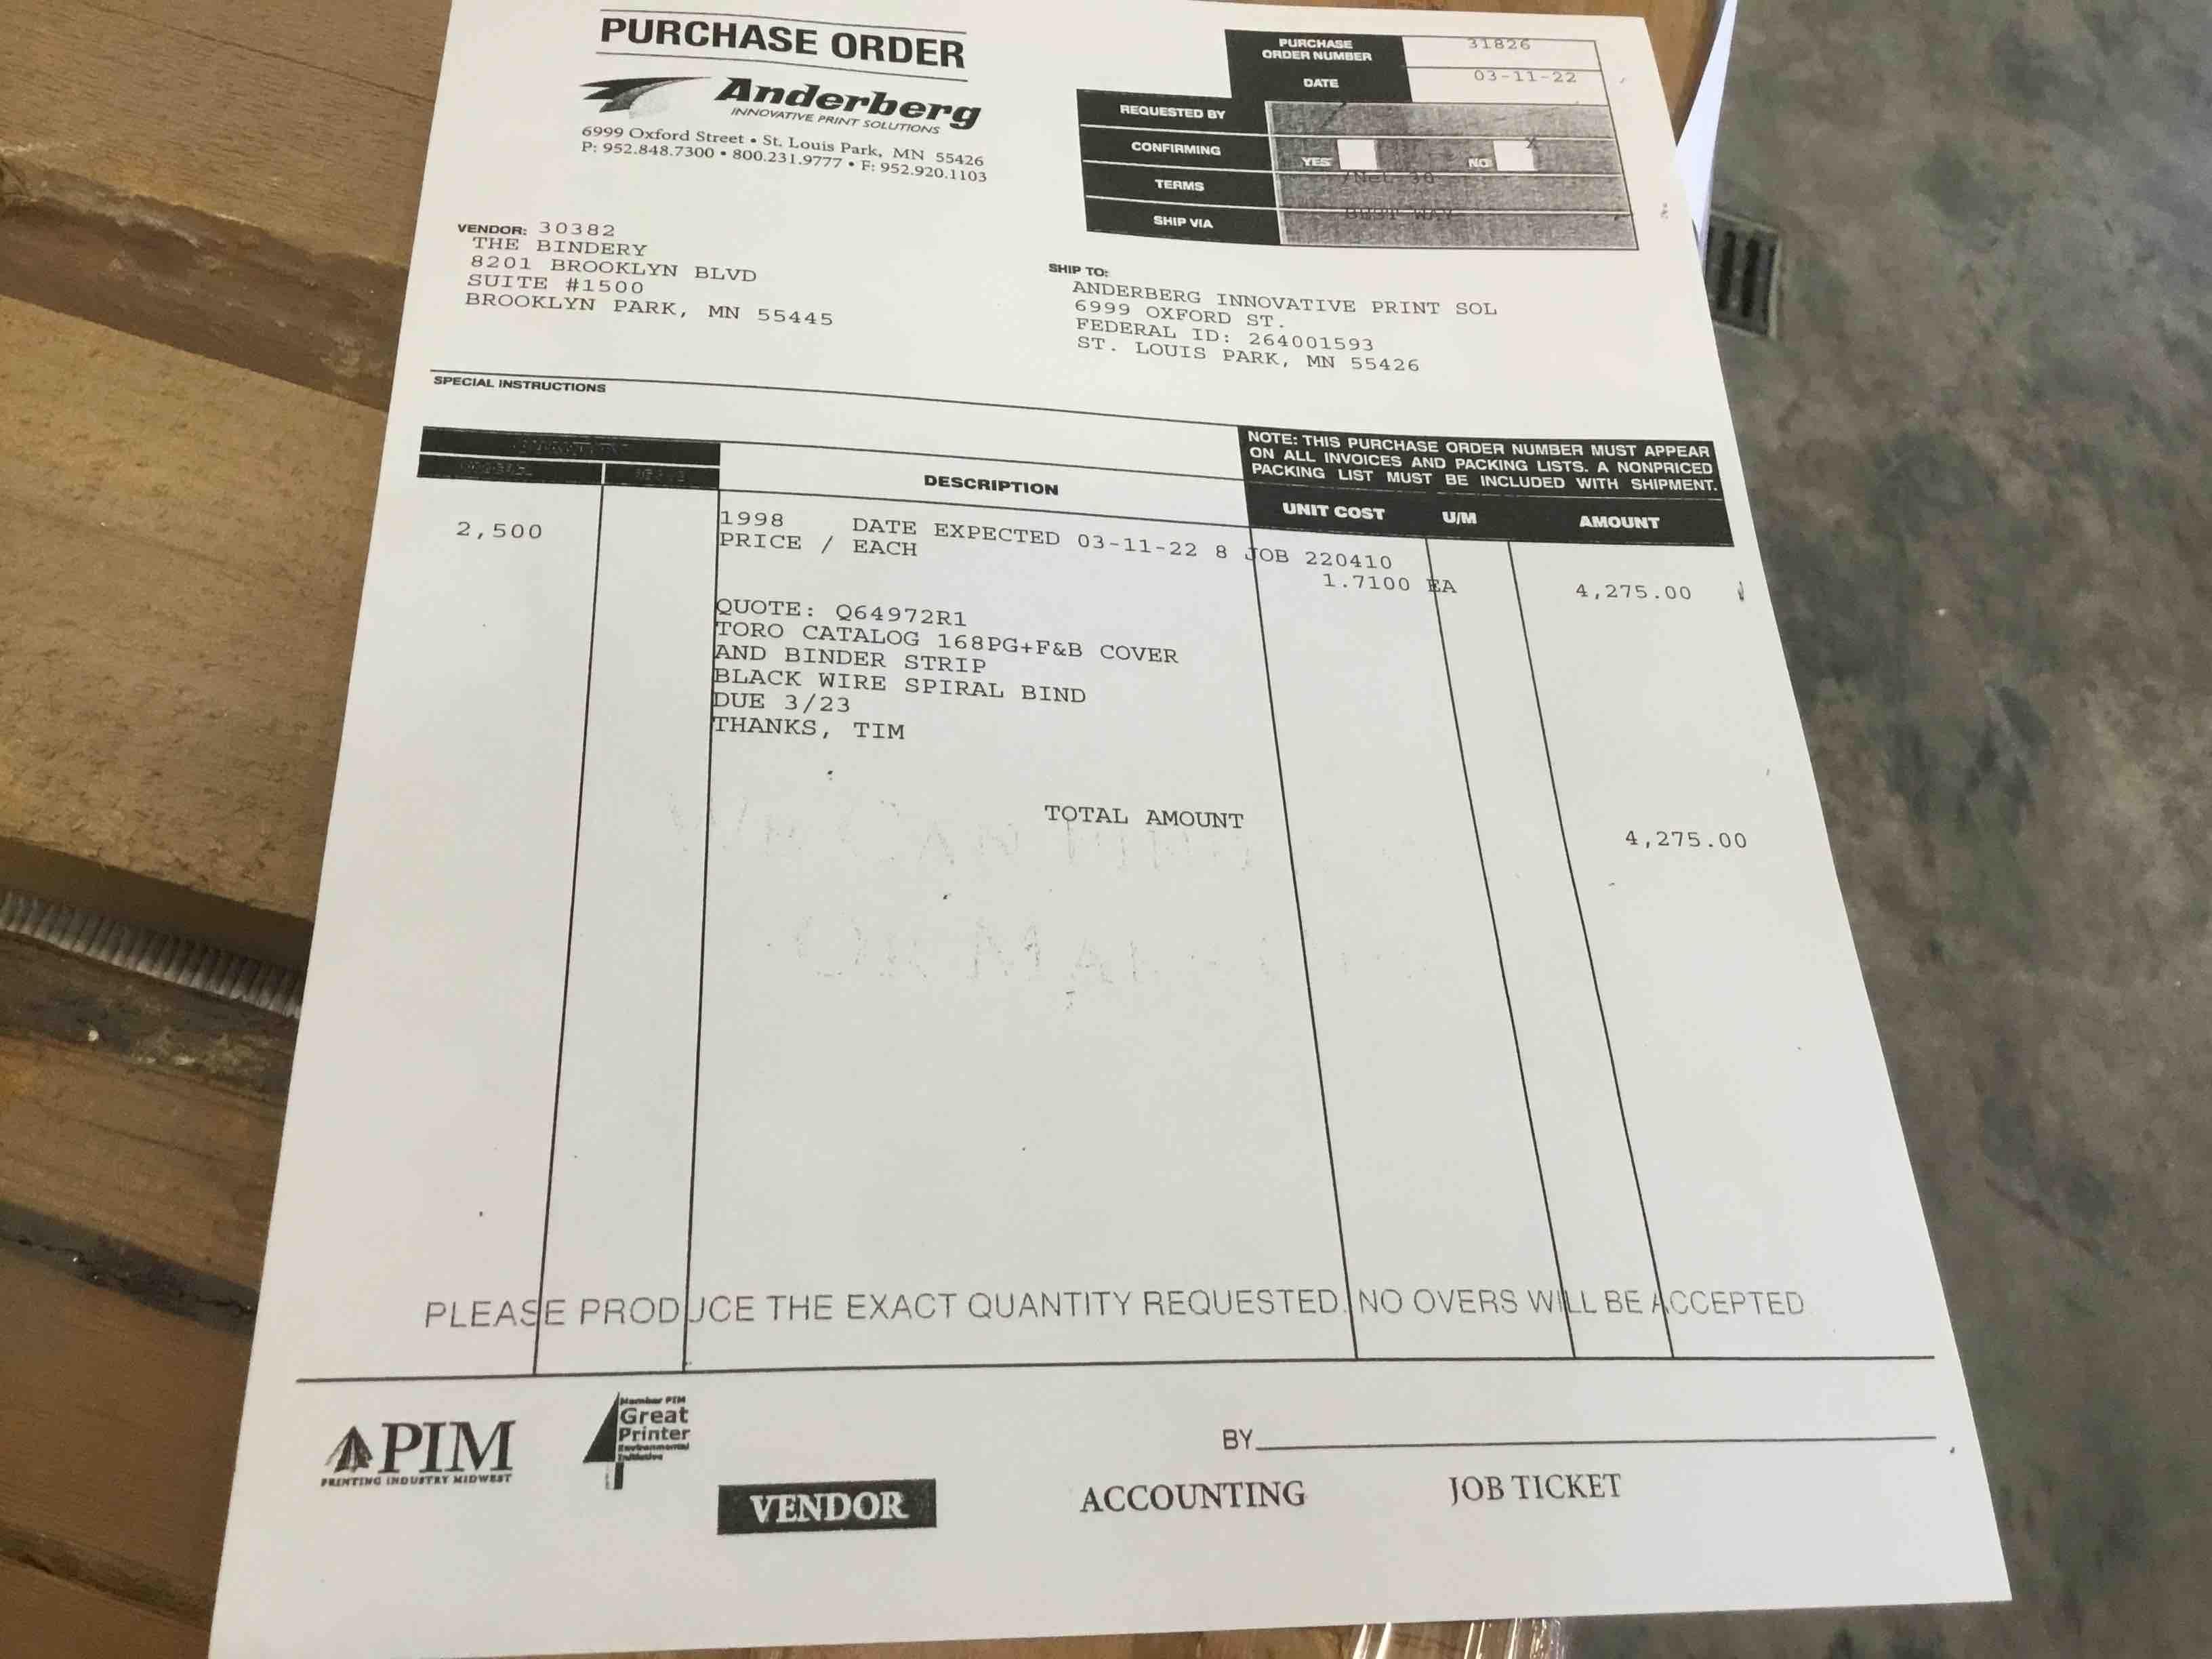 PURCHASE ORDER
Anderberg
INNOVATIVE PRINT SOLUTIONS
6999 Oxford Street • St. Louis Park, MN 55426
P: 952.848.7300 • 800.231.9777 • F: 952.920.1103
PURCHASE ORDER NUMBER 31826
DATE 03-11-22
REQUESTED BY
CONFIRMING YES NO X
TERMS /Net 30
SHIP VIA BEST WAY
VENDOR: 30382
THE BINDERY
8201 BROOKLYN BLVD
SUITE #1500
BROOKLYN PARK, MN 55445
SHIP TO:
ANDERBERG INNOVATIVE PRINT SOL
6999 OXFORD ST.
FEDERAL ID: 264001593
ST. LOUIS PARK, MN 55426
SPECIAL INSTRUCTIONS
NOTE: THIS PURCHASE ORDER NUMBER MUST APPEAR
ON ALL INVOICES AND PACKING LISTS. A NONPRICED
PACKING LIST MUST BE INCLUDED WITH SHIPMENT.
DESCRIPTION UNIT COST U/M AMOUNT
2,500 1998 DATE EXPECTED 03-11-22 8 JOB 220410
PRICE / EACH 1.7100 EA 4,275.00
QUOTE: Q64972R1
TORO CATALOG 168PG+F&B COVER
AND BINDER STRIP
BLACK WIRE SPIRAL BIND
DUE 3/23
THANKS, TIM
TOTAL AMOUNT 4,275.00
PLEASE PRODUCE THE EXACT QUANTITY REQUESTED. NO OVERS WILL BE ACCEPTED
PIM
PRINTING INDUSTRY MIDWEST
Member PIM
Great
Printer
Environmental
Initiative
BY
VENDOR ACCOUNTING JOB TICKET